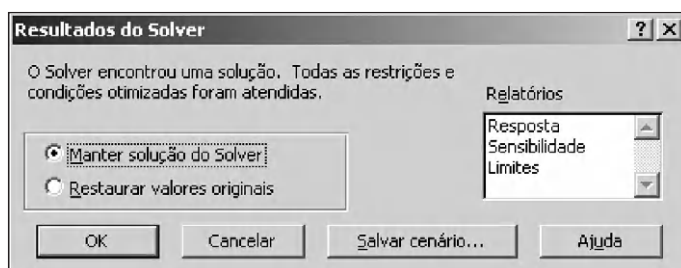 Resultados do Solver
? X
O Solver encontrou uma solução. Todas as restrições e
condições otimizadas foram atendidas.
Manter solução do Solver
Restaurar valores originais
Relatórios
Resposta
Sensibilidade
Limites
OK
Cancelar
Salvar cenário...
Ajuda